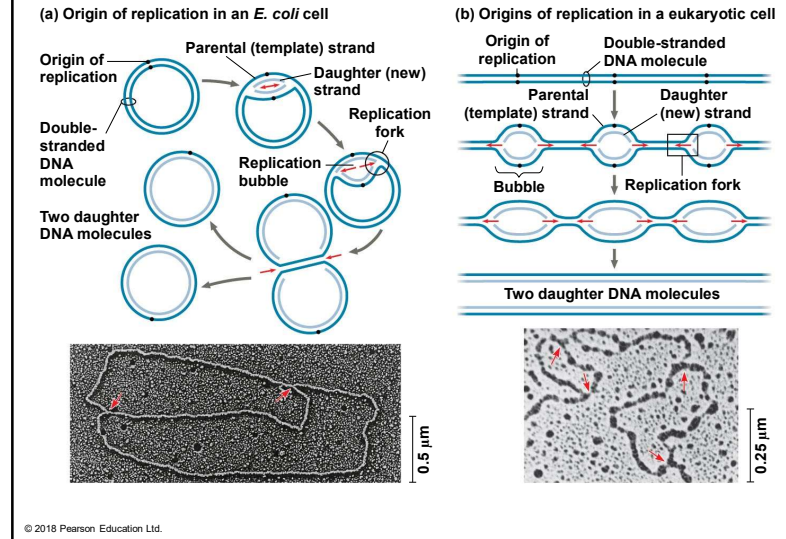 (a) Origin of replication in an E. coli cell
Origin of
replication
Parental (template) strand
Daughter (new)
strand
Replication
fork
Double-
stranded
DNA
molecule
Replication
bubble
Two daughter
DNA molecules
0.5 μm
(b) Origins of replication in a eukaryotic cell
Origin of
replication
Double-stranded
DNA molecule
Parental
(template) strand
Daughter
(new) strand
Bubble
Replication fork
Two daughter DNA molecules
0.25 μm
© 2018 Pearson Education Ltd.